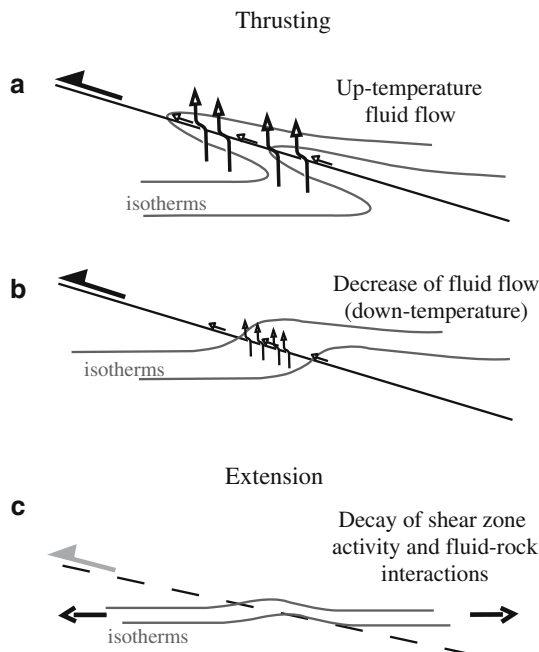 Thrusting
a
Up-temperature
fluid flow
isotherms
b
Decrease of fluid flow
(down-temperature)
isotherms
Extension
c
Decay of shear zone
activity and fluid-rock
interactions
isotherms